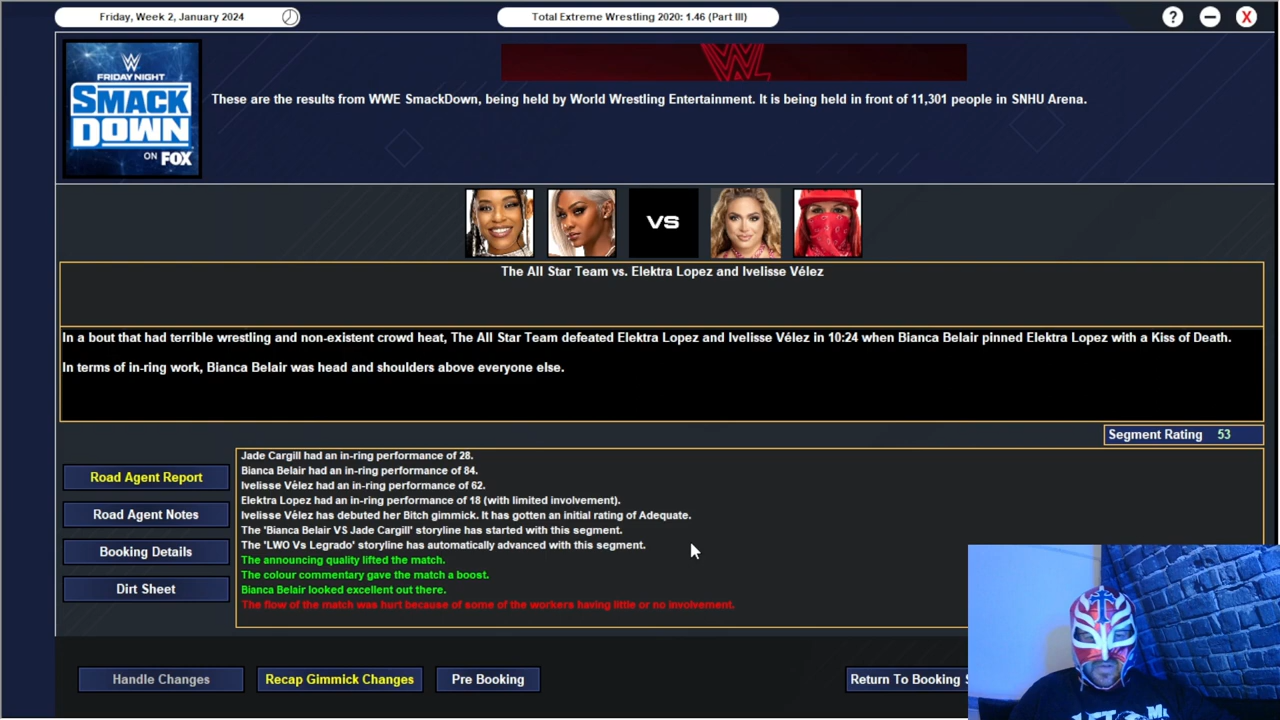 Friday, Week 2, January 2024
Total Extreme Wrestling 2020: 1.46 (Part III)
?
X
W
FRIDAY NIGHT
SMACK
DOWN
ON FOX
These are the results from WWE SmackDown, being held by World Wrestling Entertainment. It is being held in front of 11,301 people in SNHU Arena.
VS
The All Star Team vs. Elektra Lopez and Ivelisse Vélez
In a bout that had terrible wrestling and non-existent crowd heat, The All Star Team defeated Elektra Lopez and Ivelisse Vélez in 10:24 when Bianca Belair pinned Elektra Lopez with a Kiss of Death.
In terms of in-ring work, Bianca Belair was head and shoulders above everyone else.
Segment Rating 53
Road Agent Report
Road Agent Notes
Booking Details
Dirt Sheet
Jade Cargill had an in-ring performance of 28.
Bianca Belair had an in-ring performance of 84.
Ivelisse Vélez had an in-ring performance of 62.
Elektra Lopez had an in-ring performance of 18 (with limited involvement).
Ivelisse Vélez has debuted her Bitch gimmick. It has gotten an initial rating of Adequate.
The 'Bianca Belair VS Jade Cargill' storyline has started with this segment.
The 'LWO Vs Legrado' storyline has automatically advanced with this segment.
The announcing quality lifted the match.
The colour commentary gave the match a boost.
Bianca Belair looked excellent out there.
The flow of the match was hurt because of some of the workers having little or no involvement.
Handle Changes
Recap Gimmick Changes
Pre Booking
Return To Booking S